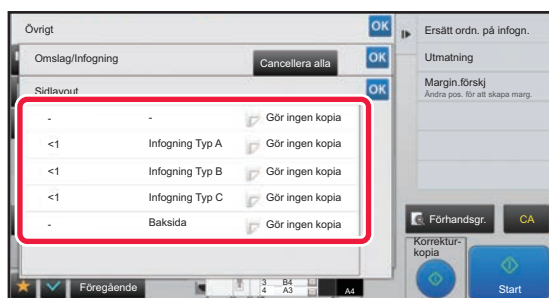 Övrigt
OK
Omslag/Infogning
Cancellera alla
OK
Sidlayout
OK
- - Gör ingen kopia
<1 Infogning Typ A Gör ingen kopia
<1 Infogning Typ B Gör ingen kopia
<1 Infogning Typ C Gör ingen kopia
- Baksida Gör ingen kopia
Föregående
3 B4
4 A3
A4
Ersätt ordn. på infogn.
Utmatning
Margin.förskj
Ändra pos. för att skapa marg.
Förhandsgr.
CA
Korrektur-
kopia
Start